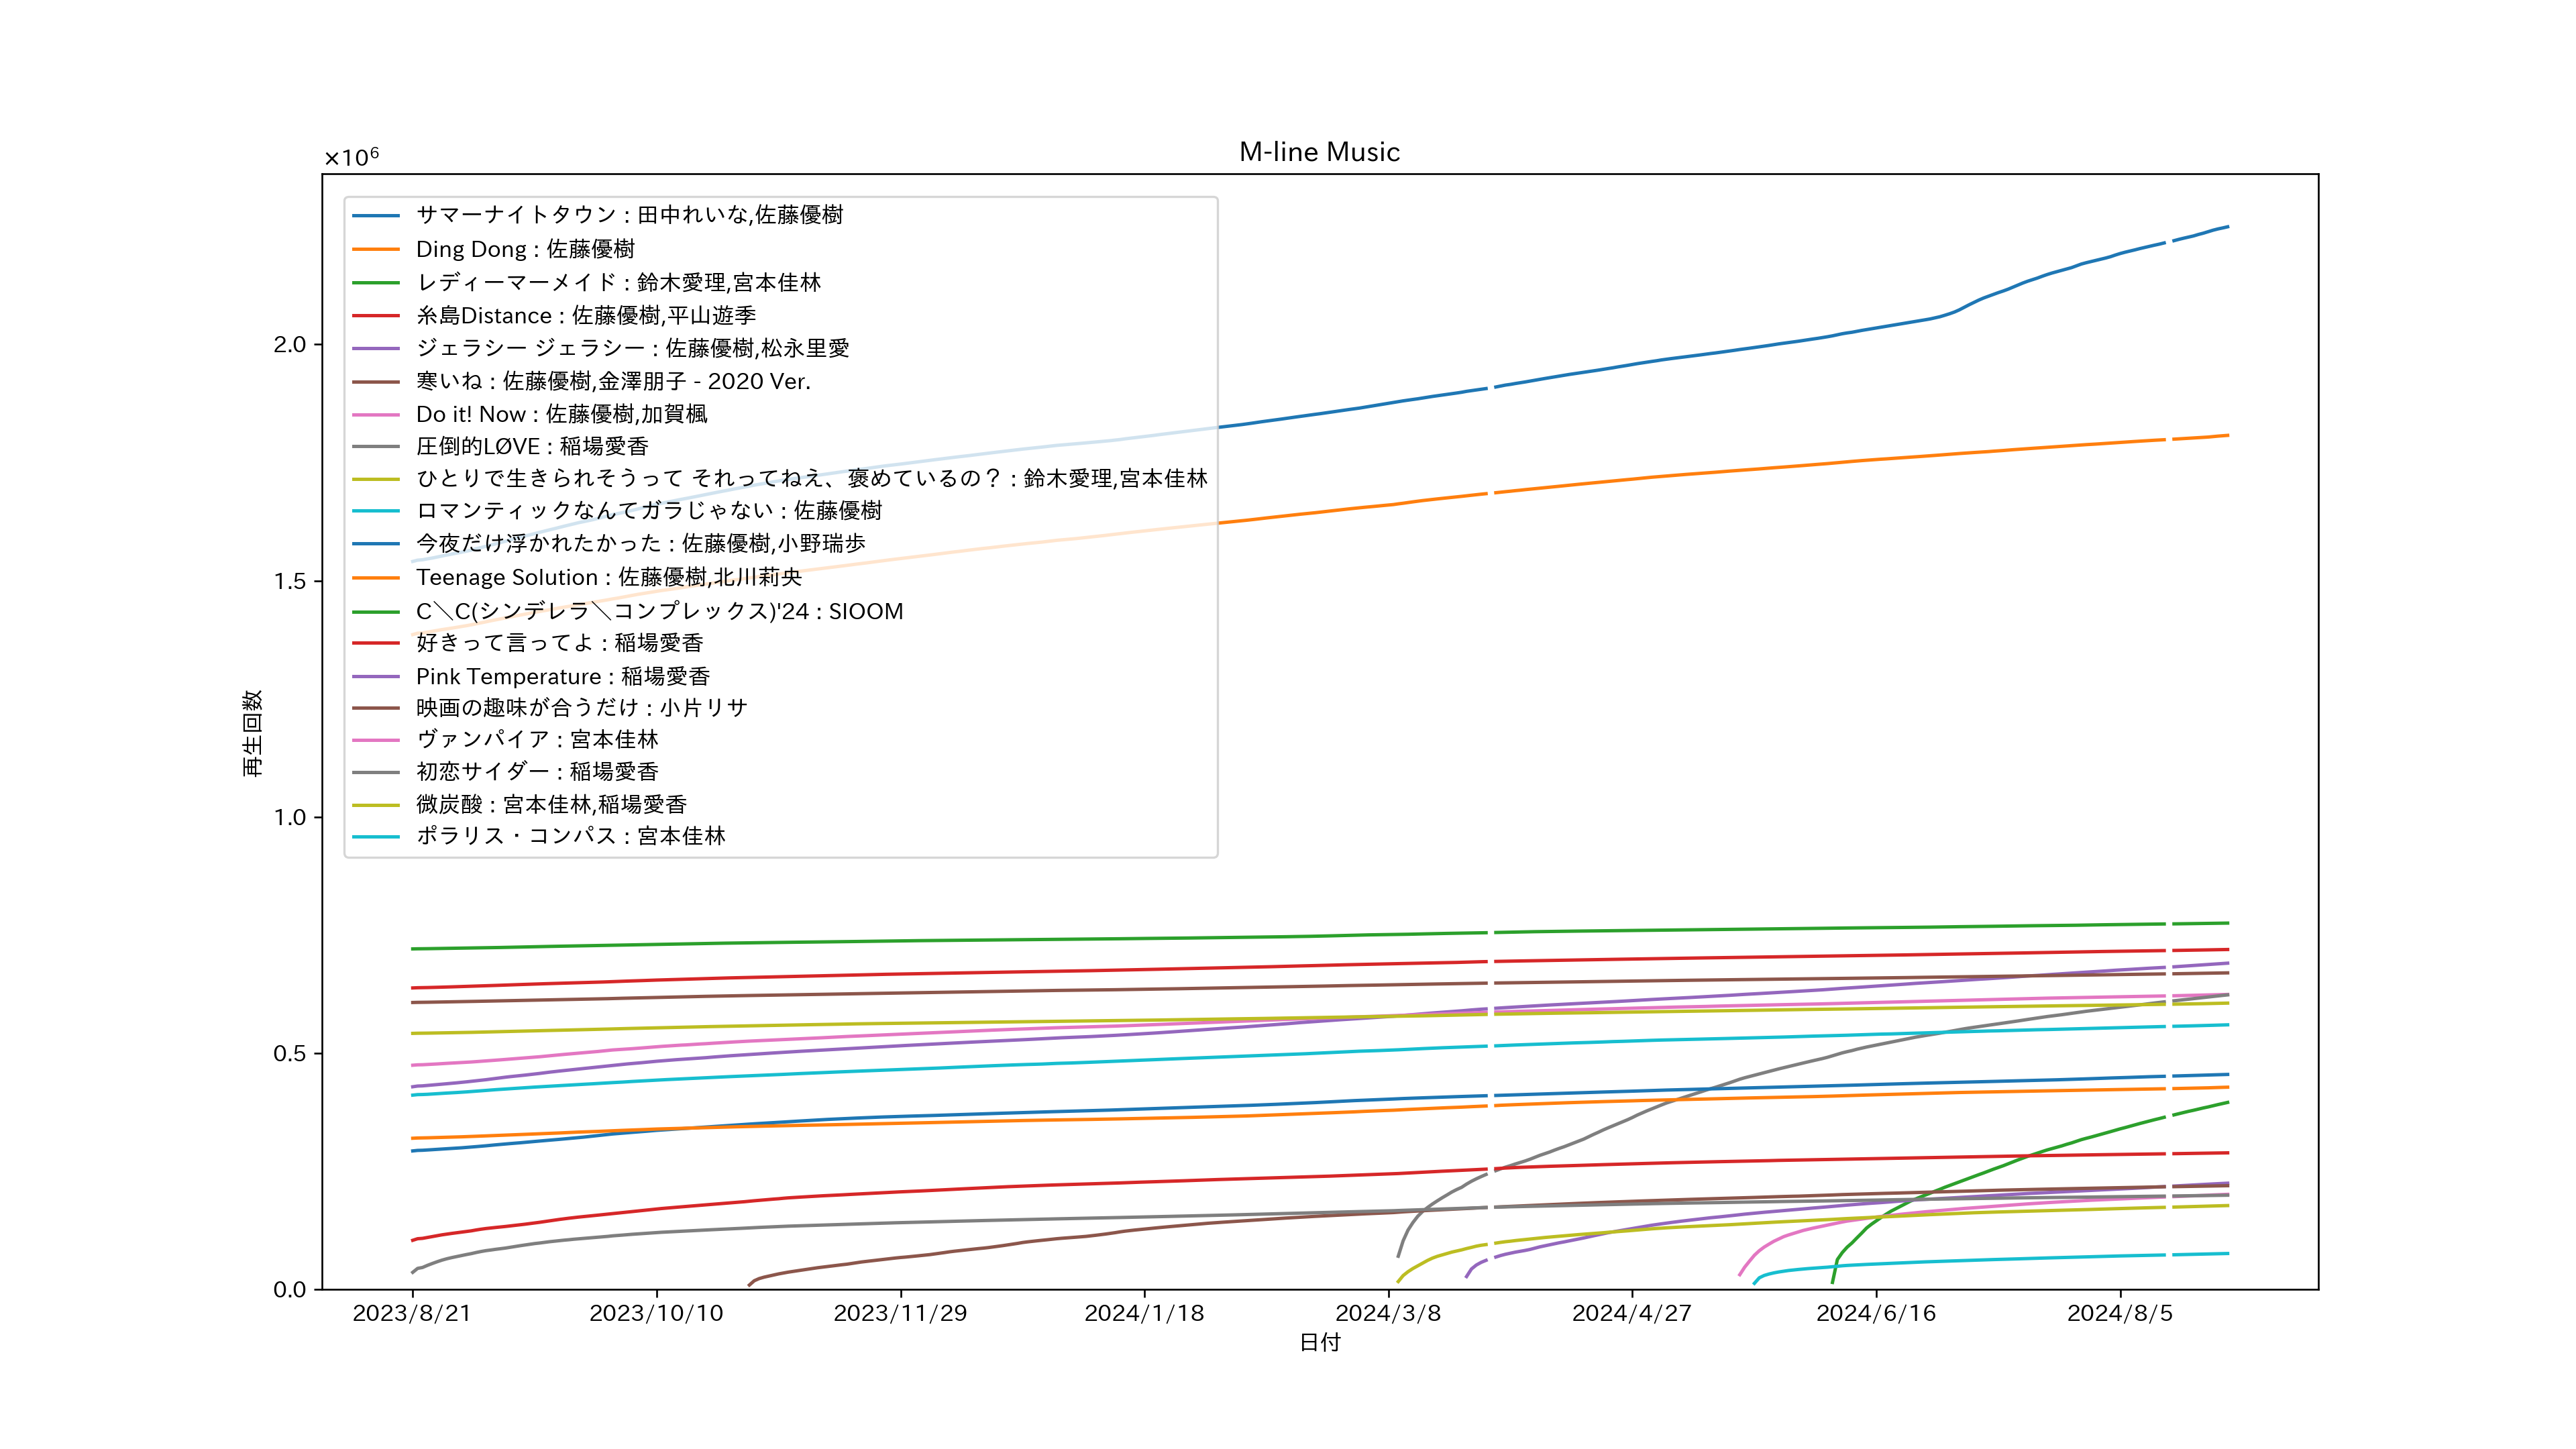 M-line Music
×10⁶
サマーナイトタウン : 田中れいな,佐藤優樹
Ding Dong : 佐藤優樹
レディーマーメイド : 鈴木愛理,宮本佳林
糸島Distance : 佐藤優樹,平山遊季
ジェラシー ジェラシー : 佐藤優樹,松永里愛
寒いね : 佐藤優樹,金澤朋子 - 2020 Ver.
Do it! Now : 佐藤優樹,加賀楓
圧倒的LØVE : 稲場愛香
ひとりで生きられそうって それってねえ、褒めているの？ : 鈴木愛理,宮本佳林
ロマンティックなんてガラじゃない : 佐藤優樹
今夜だけ浮かれたかった : 佐藤優樹,小野瑞歩
Teenage Solution : 佐藤優樹,北川莉央
C＼C(シンデレラ＼コンプレックス)'24 : SIOOM
好きって言ってよ : 稲場愛香
Pink Temperature : 稲場愛香
映画の趣味が合うだけ : 小片リサ
ヴァンパイア : 宮本佳林
初恋サイダー : 稲場愛香
微炭酸 : 宮本佳林,稲場愛香
ポラリス・コンパス : 宮本佳林
再生回数
2.0
1.5
1.0
0.5
0.0
2023/8/21 2023/10/10 2023/11/29 2024/1/18 2024/3/8 2024/4/27 2024/6/16 2024/8/5
日付